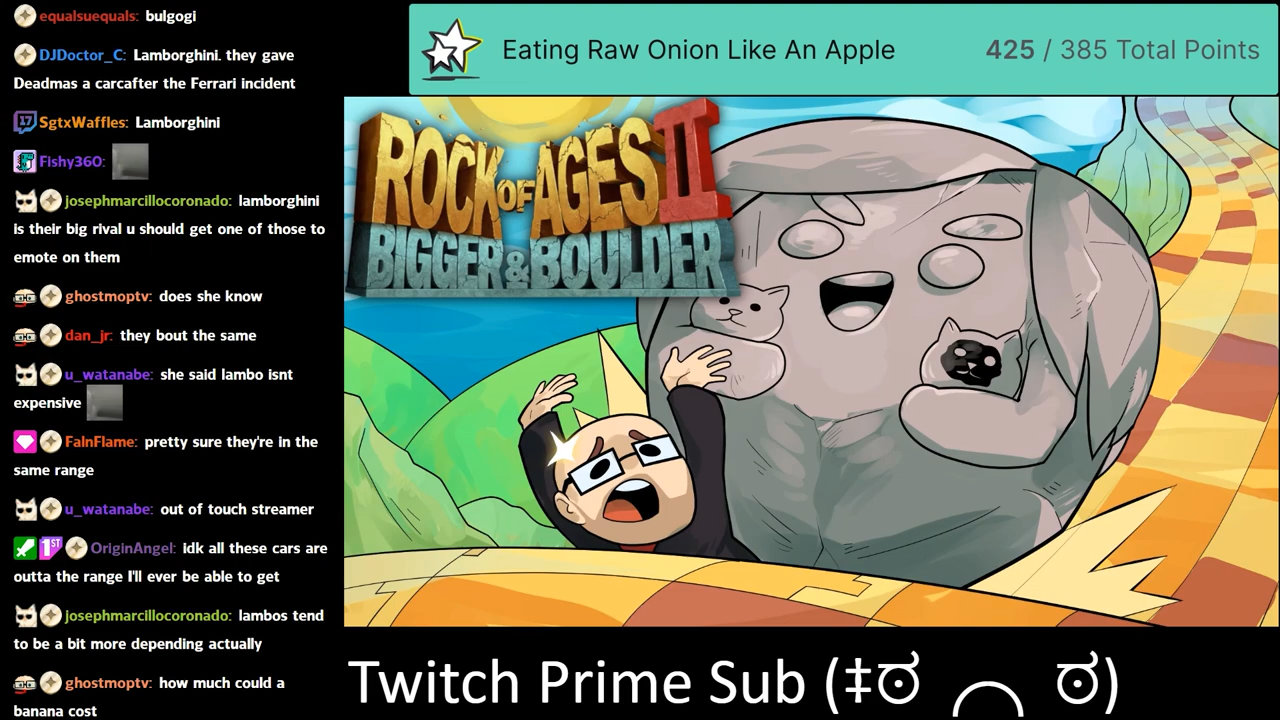 equalsuequals: bulgogi
DJDoctor_C: Lamborghini. they gave
Deadmas a carcafter the Ferrari incident
17 SgtxWaffles: Lamborghini
Fishy360:
josephmarcillocoronado: lamborghini
is their big rival u should get one of those to
emote on them
ghostmoptv: does she know
dan_jr: they bout the same
u_watanabe: she said lambo isnt
expensive
FalnFlame: pretty sure they're in the
same range
u_watanabe: out of touch streamer
1ST OriginAngel: Idk all these cars are
outta the range I'll ever be able to get
josephmarcillocoronado: lambos tend
to be a bit more depending actually
ghostmoptv: how much could a
banana cost
Eating Raw Onion Like An Apple 425 / 385 Total Points
ROCK OF AGES II
BIGGER & BOULDER
Twitch Prime Sub (‡ಠ ╭╮ ಠ)